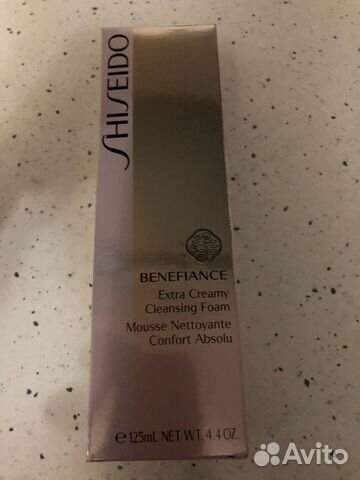 SHISEIDO
BENEFIANCE
Extra Creamy
Cleansing Foam
Mousse Nettoyante
Confort Absolu
℮ 125mL NET WT. 4.4 OZ.
Avito